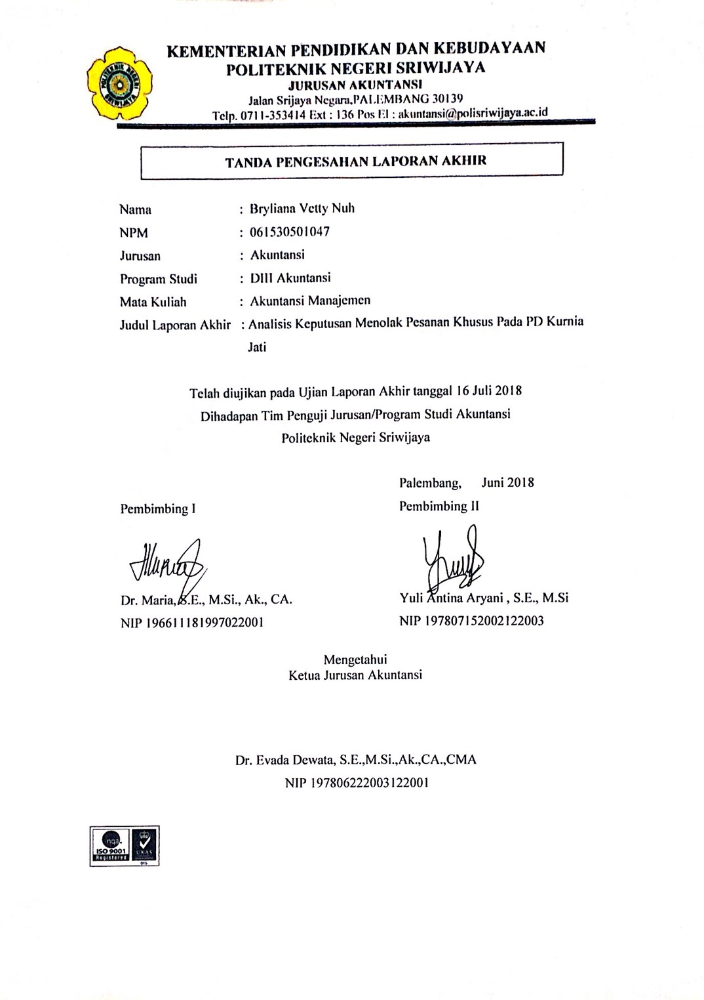 KEMENTERIAN PENDIDIKAN DAN KEBUDAYAAN
POLITEKNIK NEGERI SRIWIJAYA
JURUSAN AKUNTANSI
Jalan Srijaya Negara,PALEMBANG 30139
Telp. 0711-353414 Ext : 136 Pos El : akuntansi@polisriwijaya.ac.id
POLITEKNIK NEGERI
SRIWIJAYA
TANDA PENGESAHAN LAPORAN AKHIR
Nama : Bryliana Vetty Nuh
NPM : 061530501047
Jurusan : Akuntansi
Program Studi : DIII Akuntansi
Mata Kuliah : Akuntansi Manajemen
Judul Laporan Akhir : Analisis Keputusan Menolak Pesanan Khusus Pada PD Kurnia
Jati
Telah diujikan pada Ujian Laporan Akhir tanggal 16 Juli 2018
Dihadapan Tim Penguji Jurusan/Program Studi Akuntansi
Politeknik Negeri Sriwijaya
Palembang, Juni 2018
Pembimbing I
Pembimbing II
Dr. Maria, S.E., M.Si., Ak., CA.
Yuli Antina Aryani , S.E., M.Si
NIP 196611181997022001
NIP 197807152002122003
Mengetahui
Ketua Jurusan Akuntansi
Dr. Evada Dewata, S.E.,M.Si.,Ak.,CA.,CMA
NIP 197806222003122001
nqa.
ISO 9001
Registered
UKAS
015